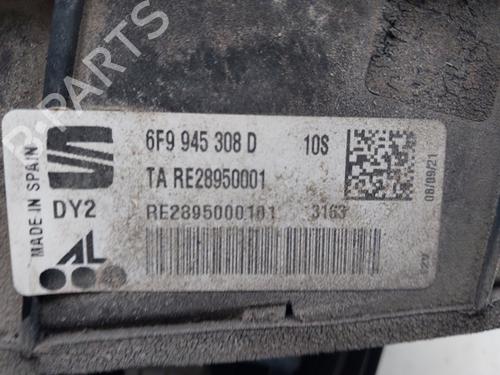 B-PARTS
MADE IN SPAIN
6F9 945 308 D 10S
TA RE28950001
DY2
RE2895000101 3163
AL
08/09/21